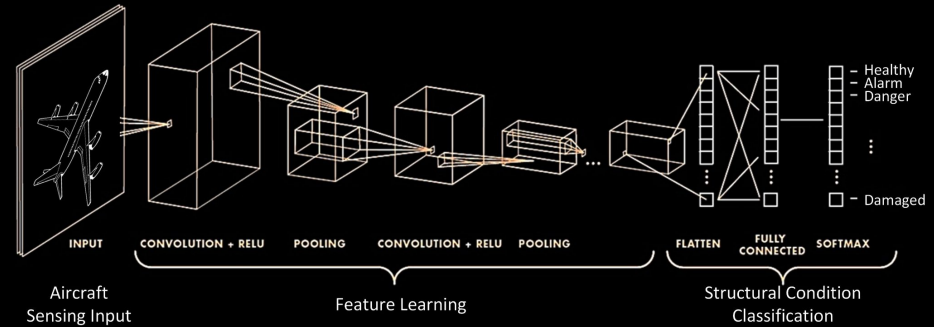 Healthy
Alarm
Danger
Damaged
INPUT
CONVOLUTION + RELU
POOLING
CONVOLUTION + RELU
POOLING
FLATTEN
FULLY
CONNECTED
SOFTMAX
Aircraft
Sensing Input
Feature Learning
Structural Condition
Classification